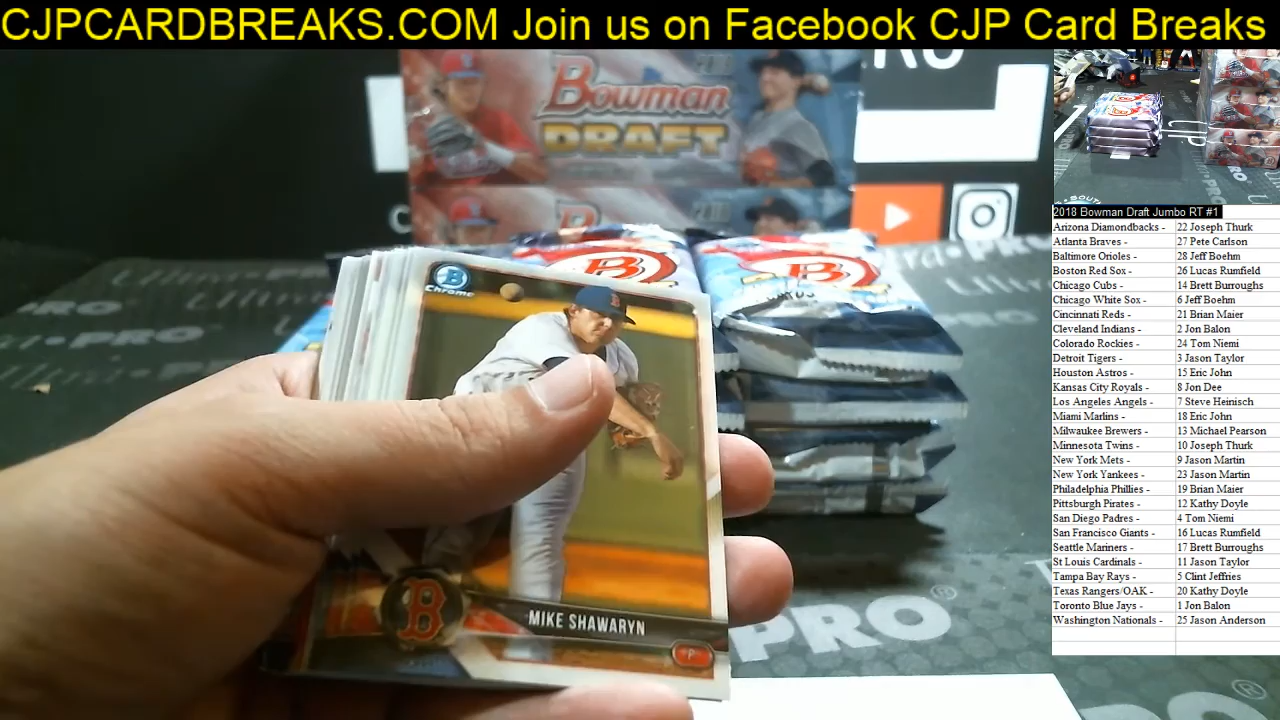 CJPCARDBREAKS.COM Join us on Facebook CJP Card Breaks
Bowman
DRAFT
Chrome
MIKE SHAWARYN
P
PRO
2018 Bowman Draft Jumbo RT #1
Arizona Diamondbacks - 22 Joseph Thurk
Atlanta Braves - 27 Pete Carlson
Baltimore Orioles - 28 Jeff Boehm
Boston Red Sox - 26 Lucas Rumfield
Chicago Cubs - 14 Brett Burroughs
Chicago White Sox - 6 Jeff Boehm
Cincinnati Reds - 21 Brian Maier
Cleveland Indians - 2 Jon Balon
Colorado Rockies - 24 Tom Niemi
Detroit Tigers - 3 Jason Taylor
Houston Astros - 15 Eric John
Kansas City Royals - 8 Jon Dee
Los Angeles Angels - 7 Steve Heinisch
Miami Marlins - 18 Eric John
Milwaukee Brewers - 13 Michael Pearson
Minnesota Twins - 10 Joseph Thurk
New York Mets - 9 Jason Martin
New York Yankees - 23 Jason Martin
Philadelphia Phillies - 19 Brian Maier
Pittsburgh Pirates - 12 Kathy Doyle
San Diego Padres - 4 Tom Niemi
San Francisco Giants - 16 Lucas Rumfield
Seattle Mariners - 17 Brett Burroughs
St Louis Cardinals - 11 Jason Taylor
Tampa Bay Rays - 5 Clint Jeffries
Texas Rangers/OAK - 20 Kathy Doyle
Toronto Blue Jays - 1 Jon Balon
Washington Nationals - 25 Jason Anderson